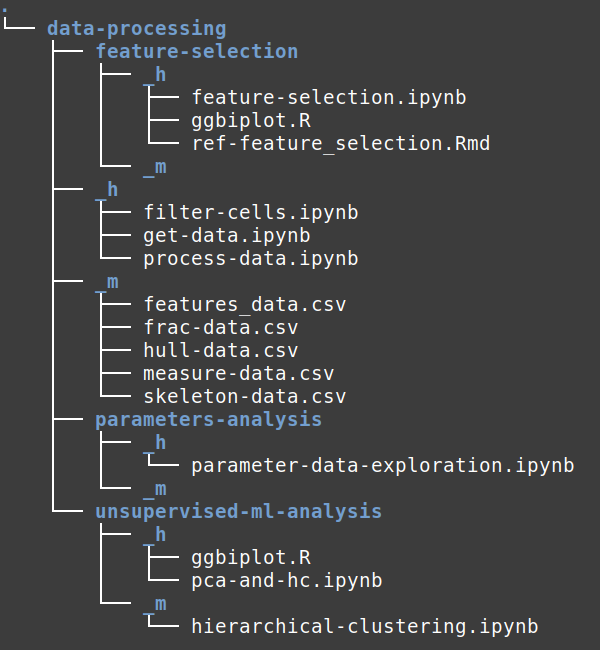 .
data-processing
feature-selection
_h
feature-selection.ipynb
ggbiplot.R
ref-feature_selection.Rmd
_m
_h
filter-cells.ipynb
get-data.ipynb
process-data.ipynb
_m
features_data.csv
frac-data.csv
hull-data.csv
measure-data.csv
skeleton-data.csv
parameters-analysis
_h
parameter-data-exploration.ipynb
_m
unsupervised-ml-analysis
_h
ggbiplot.R
pca-and-hc.ipynb
_m
hierarchical-clustering.ipynb